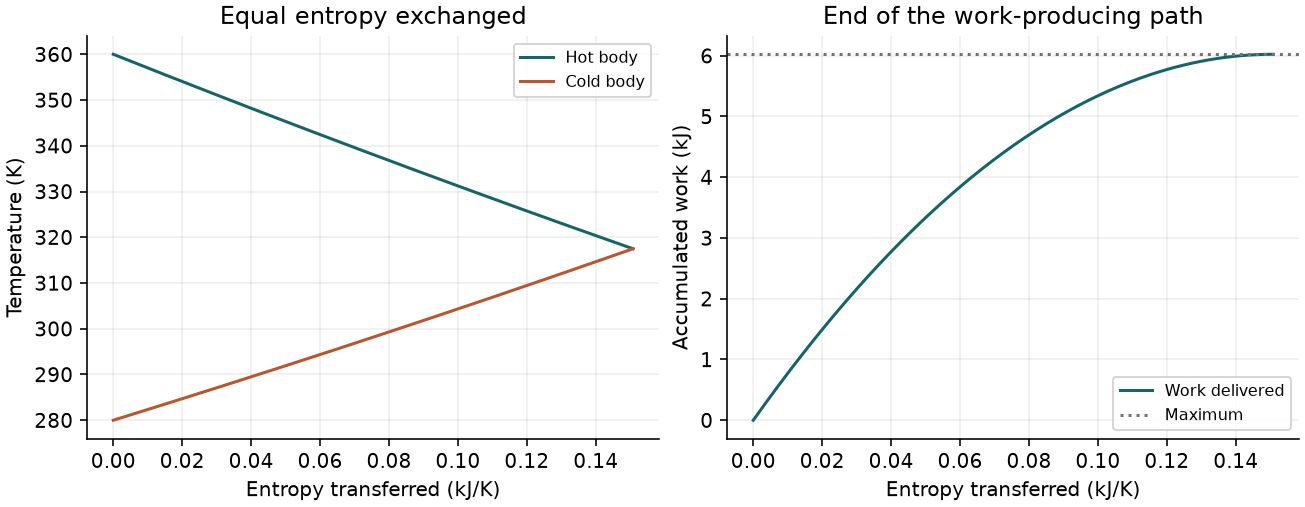 Equal entropy exchanged
Temperature (K)
360
350
340
330
320
310
300
290
280
Hot body
Cold body
0.00 0.02 0.04 0.06 0.08 0.10 0.12 0.14
Entropy transferred (kJ/K)
End of the work-producing path
Accumulated work (kJ)
6
5
4
3
2
1
0
Work delivered
Maximum
0.00 0.02 0.04 0.06 0.08 0.10 0.12 0.14
Entropy transferred (kJ/K)